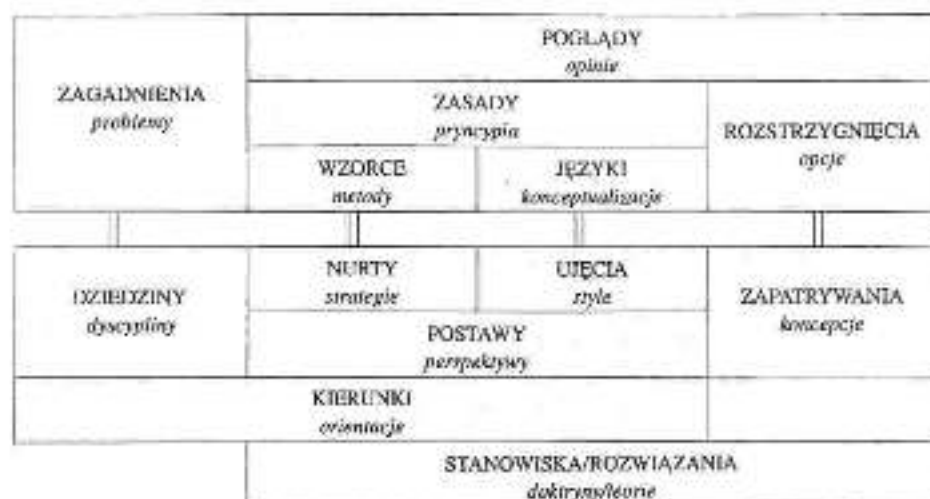 POGLĄDY
opinie
ZAGADNIENIA
problemy
ZASADY
pryncypia
ROZSTRZYGNIĘCIA
opcje
WZORCE
metody
JĘZYKI
konceptualizacje
DZIEDZINY
dyscypliny
NURTY
strategie
UJĘCIA
style
ZAPATRYWANIA
koncepcje
POSTAWY
perspektywy
KIERUNKI
orientacje
STANOWISKA/ROZWIĄZANIA
doktryny/teorie